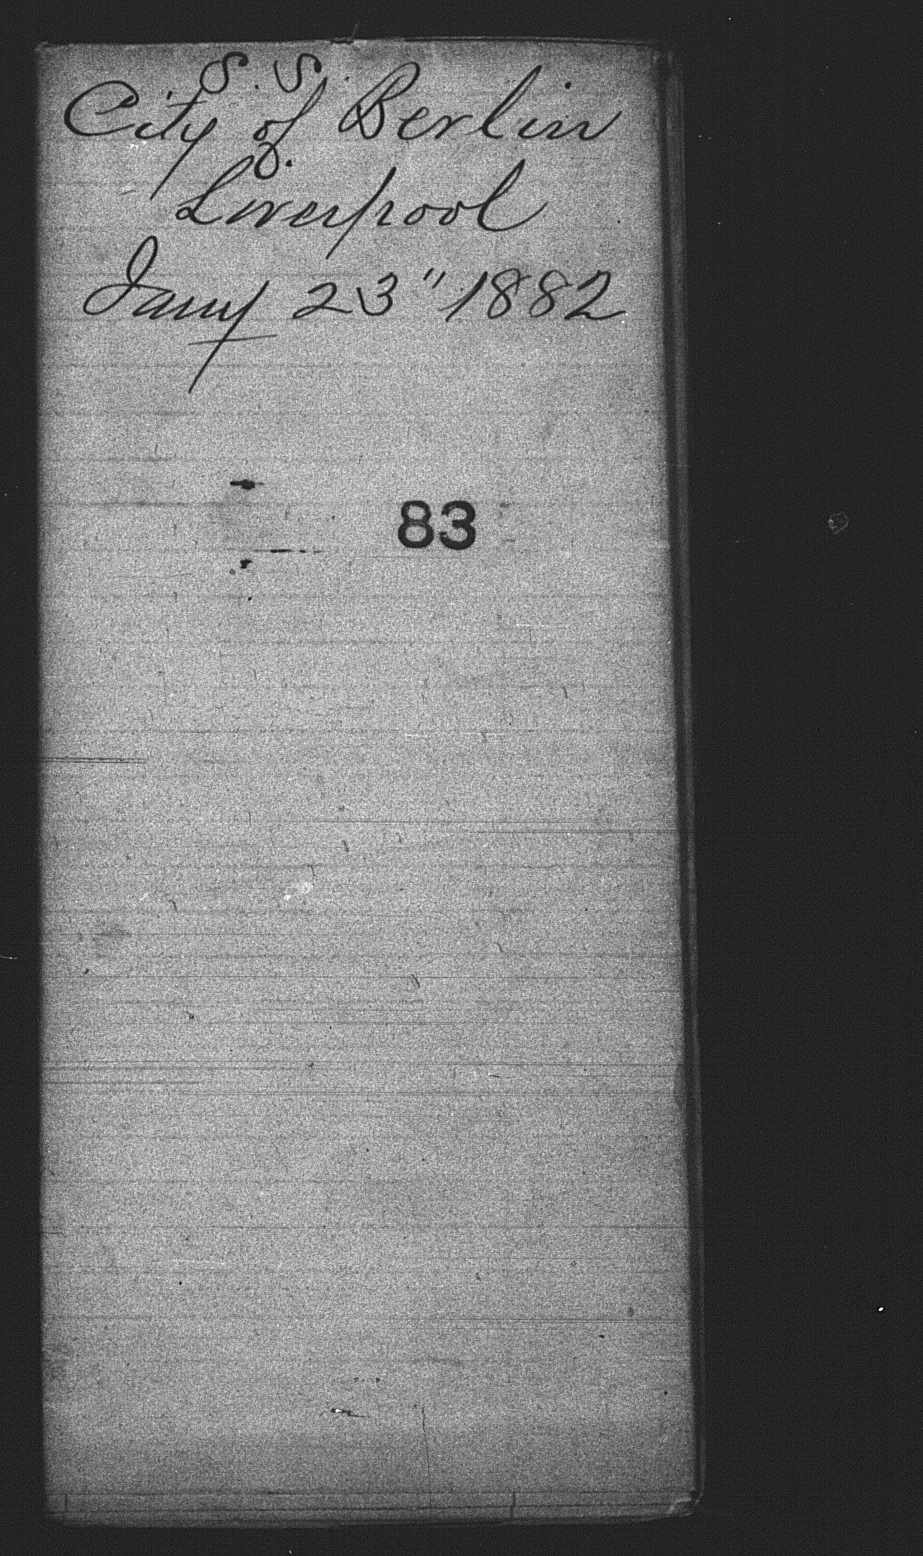 S. S.
City of Berlin
Liverpool
Jany 23" 1882
83